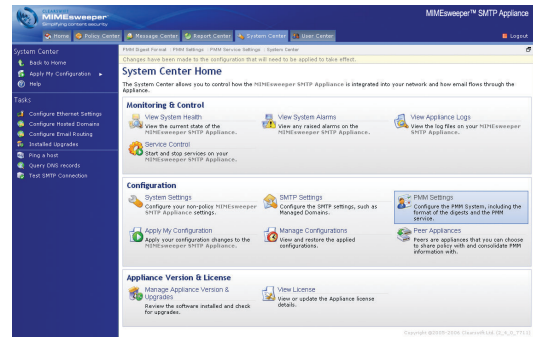 CLEARSWIFT
MIMEsweeper™
Simplifying content security
MIMEsweeper™ SMTP Appliance
Home
Policy Center
Message Center
Report Center
System Center
User Center
Logout
System Center
Back to Home
Apply My Configuration
Help
Tasks
Configure Ethernet Settings
Configure Hosted Domains
Configure Email Routing
Installed Upgrades
Ping a host
Query DNS records
Test SMTP Connection
PMM Digest Format : PMM Settings : PMM Service Settings : System Center
Changes have been made to the configuration that will need to be applied to take effect.
System Center Home
The System Center allows you to control how the MIMEsweeper SMTP Appliance is integrated into your network and how email flows through the
Appliance.
Monitoring & Control
View System Health
View the current state of the
MIMEsweeper SMTP Appliance.
View System Alarms
View any raised alarms on the
MIMEsweeper SMTP Appliance.
View Appliance Logs
View the log files on your MIMEsweeper
SMTP Appliance.
Service Control
Start and stop services on your
MIMEsweeper SMTP Appliance.
Configuration
System Settings
Configure your non-policy MIMEsweeper
SMTP Appliance settings.
SMTP Settings
Configure the SMTP settings, such as
Managed Domains.
PMM Settings
Configure the PMM System, including the
format of the digests and the PMM
service.
Apply My Configuration
Apply your configuration changes to the
MIMEsweeper SMTP Appliance.
Manage Configurations
View and restore the applied
configurations.
Peer Appliances
Peers are appliances that you can choose
to share policy with and consolidate PMM
information with.
Appliance Version & License
Manage Appliance Version &
Upgrades
Review the software installed and check
for upgrades.
View License
View or update the Appliance license
details.
Copyright ©2005-2006 Clearswift Ltd.